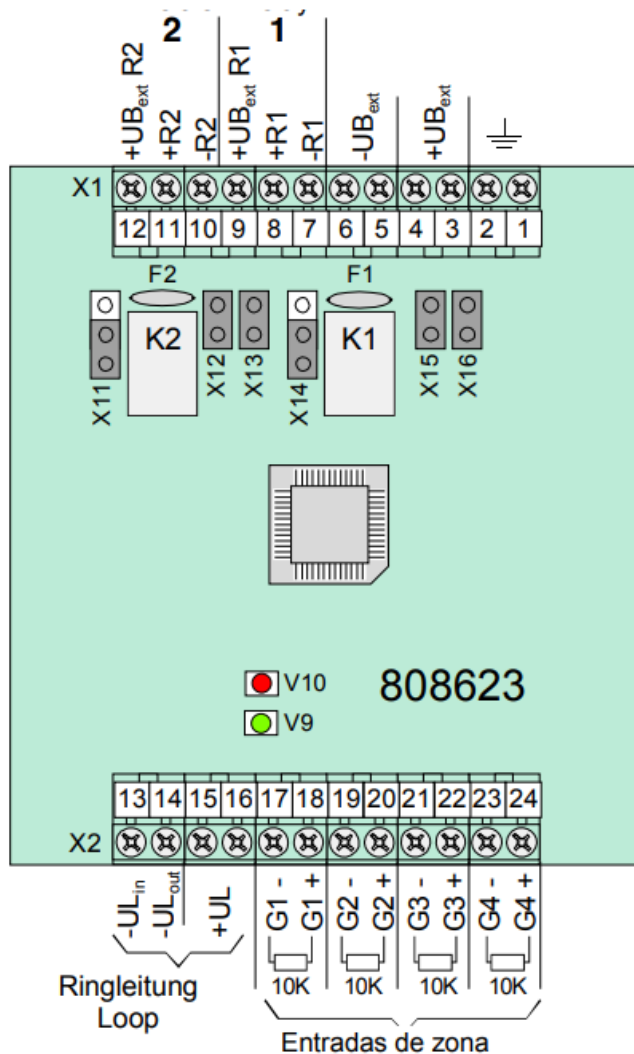 2 1
+UBext R2
+R2
-R2
+UBext R1
+R1
-R1
-UBext
+UBext
X1
12 11 10 9 8 7 6 5 4 3 2 1
F2 F1
K2 K1
X11 X12 X13 X14 X15 X16
V10
808623
V9
13 14 15 16 17 18 19 20 21 22 23 24
X2
-ULin
-ULout
+UL
G1 -
G1 +
G2 -
G2 +
G3 -
G3 +
G4 -
G4 +
10K 10K 10K 10K
Ringleitung
Loop
Entradas de zona